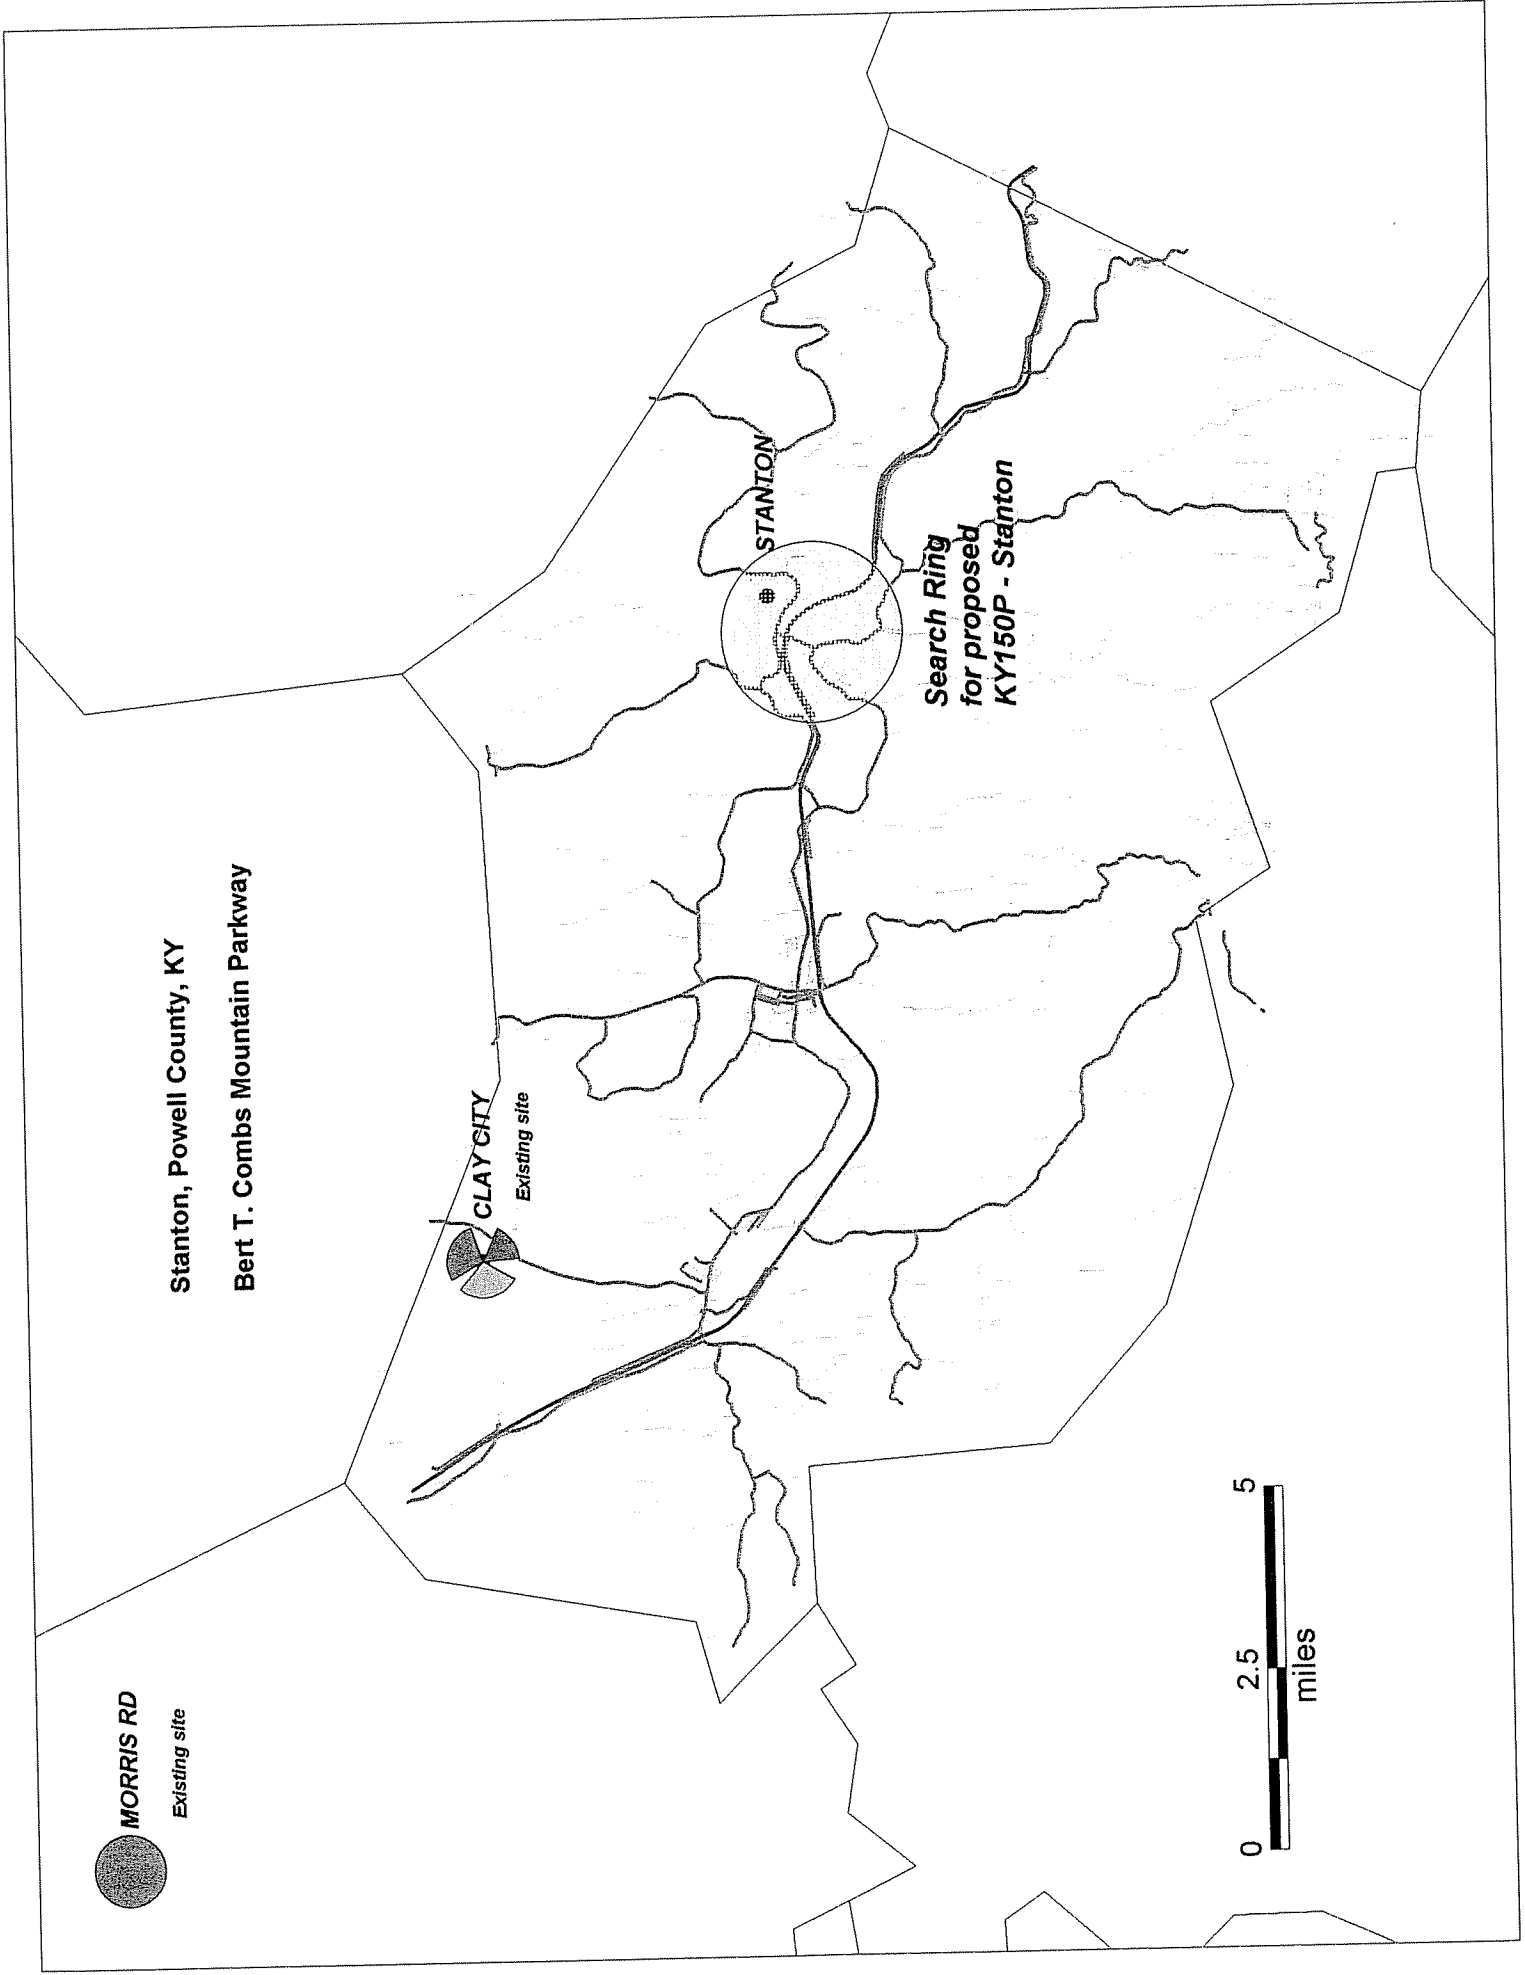 MORRIS RD
Existing site
Stanton, Powell County, KY
Bert T. Combs Mountain Parkway
CLAY CITY
Existing site
STANTON
Search Ring
for proposed
KY150P - Stanton
0
2.5
5
miles